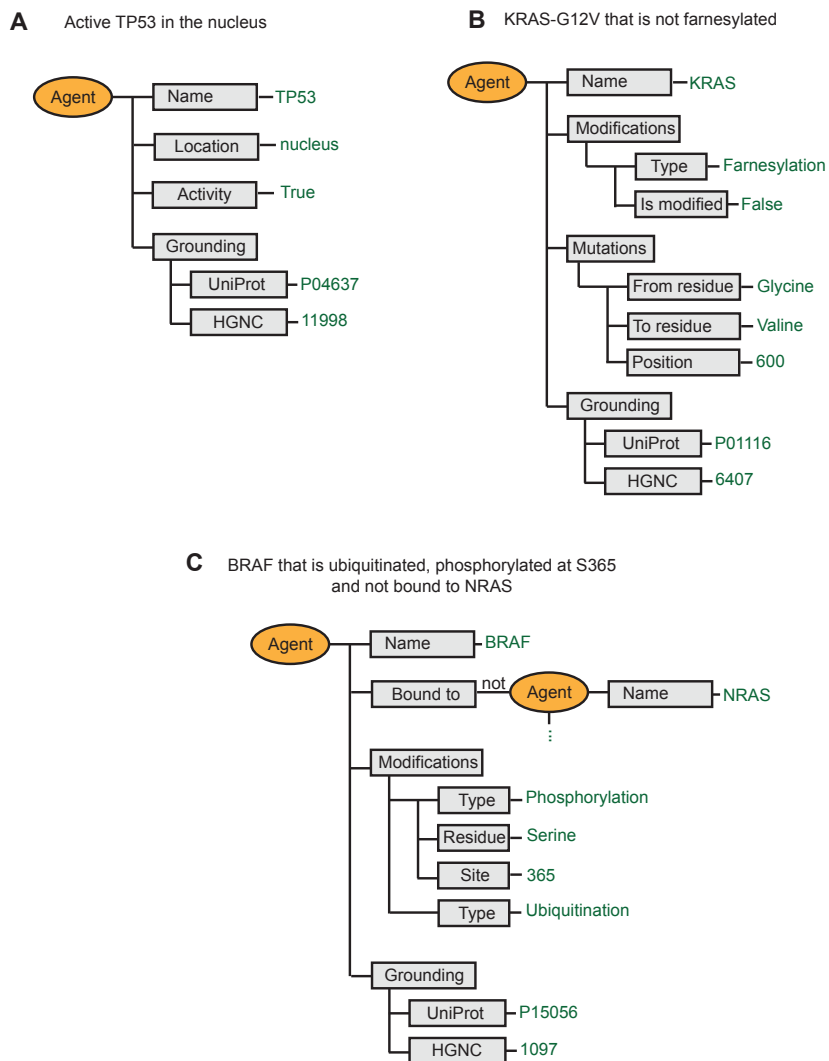 A Active TP53 in the nucleus
Agent Name TP53
Location nucleus
Activity True
Grounding
UniProt P04637
HGNC 11998
B KRAS-G12V that is not farnesylated
Agent Name KRAS
Modifications
Type Farnesylation
Is modified False
Mutations
From residue Glycine
To residue Valine
Position 600
Grounding
UniProt P01116
HGNC 6407
C BRAF that is ubiquitinated, phosphorylated at S365
and not bound to NRAS
Agent Name BRAF
Bound to not Agent Name NRAS
...
Modifications
Type Phosphorylation
Residue Serine
Site 365
Type Ubiquitination
Grounding
UniProt P15056
HGNC 1097